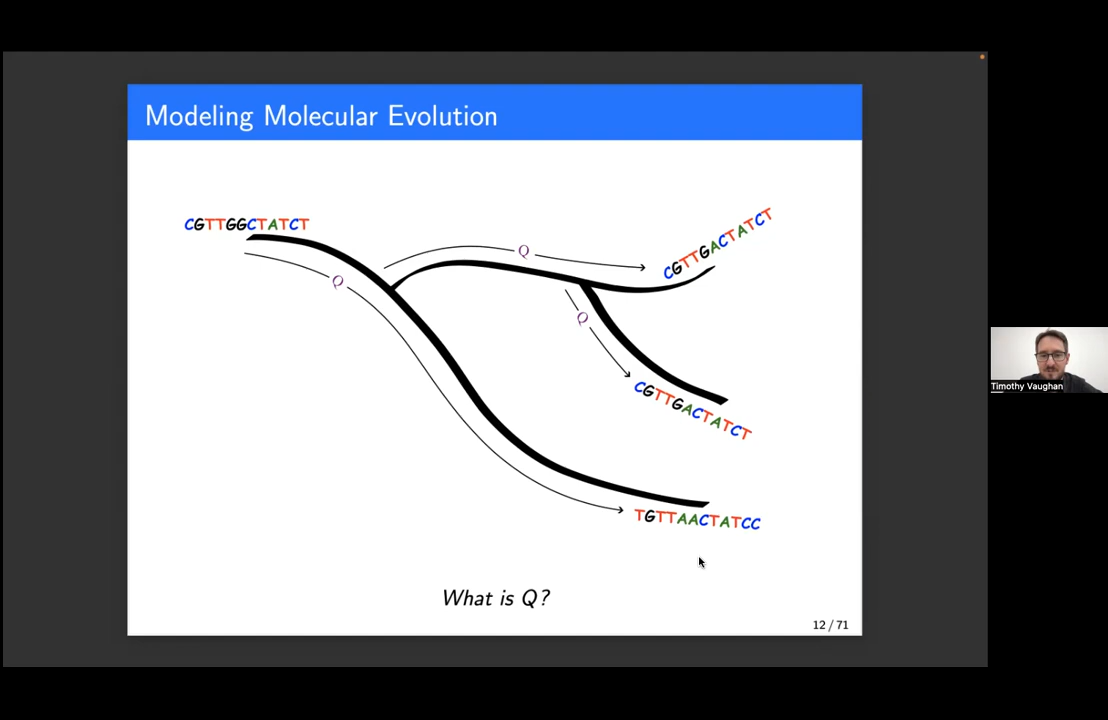 Modeling Molecular Evolution
CGTTGGCTATCT
CGTTGACTATCT
Q
Q
Q
CGTTGACTATCT
Timothy Vaughan
TGTTAACTATCC
What is Q?
12 / 71